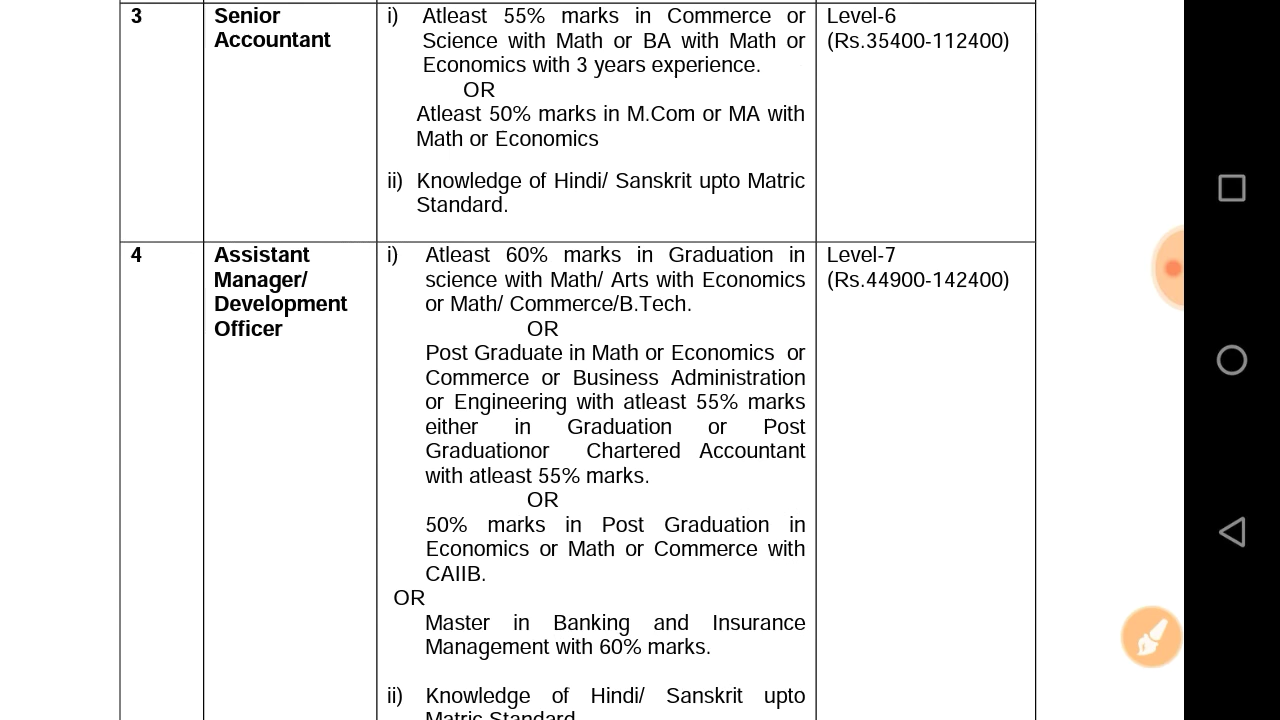 3
Senior
Accountant
i) Atleast 55% marks in Commerce or
Science with Math or BA with Math or
Economics with 3 years experience.
OR
Atleast 50% marks in M.Com or MA with
Math or Economics
ii) Knowledge of Hindi/ Sanskrit upto Matric
Standard.
Level-6
(Rs.35400-112400)
4
Assistant
Manager/
Development
Officer
i) Atleast 60% marks in Graduation in
science with Math/ Arts with Economics
or Math/ Commerce/B.Tech.
OR
Post Graduate in Math or Economics or
Commerce or Business Administration
or Engineering with atleast 55% marks
either in Graduation or Post
Graduationor Chartered Accountant
with atleast 55% marks.
OR
50% marks in Post Graduation in
Economics or Math or Commerce with
CAIIB.
OR
Master in Banking and Insurance
Management with 60% marks.
ii) Knowledge of Hindi/ Sanskrit upto
Matric Standard
Level-7
(Rs.44900-142400)